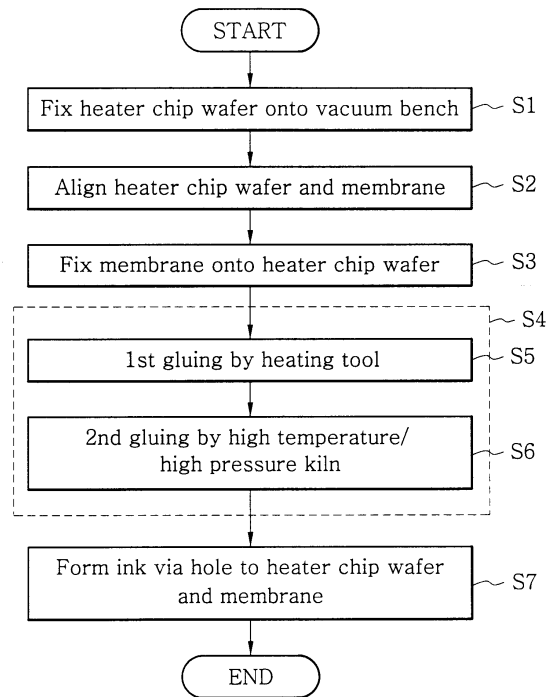 START
Fix heater chip wafer onto vacuum bench
S1
Align heater chip wafer and membrane
S2
Fix membrane onto heater chip wafer
S3
S4
1st gluing by heating tool
S5
2nd gluing by high temperature/
high pressure kiln
S6
Form ink via hole to heater chip wafer
and membrane
S7
END